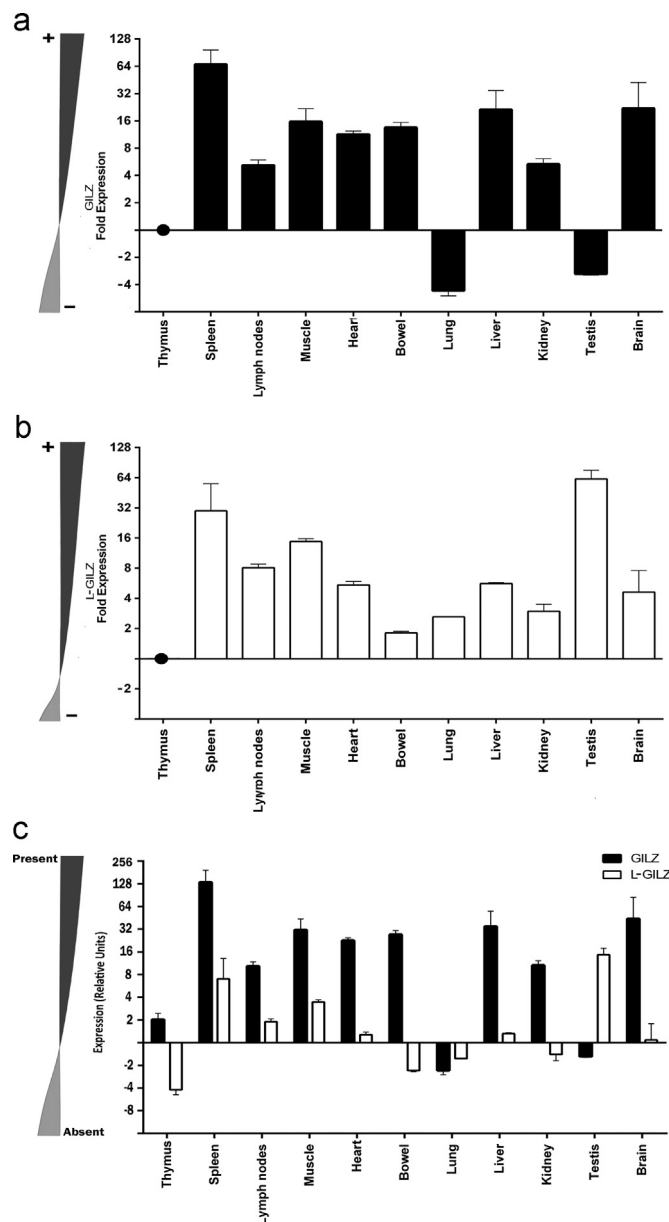 a
+
128
64
32
16
8
4
2
-2
-4
GILZ
Fold Expression
−
Thymus
Spleen
Lymph nodes
Muscle
Heart
Bowel
Lung
Liver
Kidney
Testis
Brain
b
+
128
64
32
16
8
4
2
-2
L-GILZ
Fold Expression
−
Thymus
Spleen
Lymph nodes
Muscle
Heart
Bowel
Lung
Liver
Kidney
Testis
Brain
c
Present
256
128
64
32
16
8
4
2
-2
-4
-8
Expression (Relative Units)
GILZ
L-GILZ
Absent
Thymus
Spleen
Lymph nodes
Muscle
Heart
Bowel
Lung
Liver
Kidney
Testis
Brain